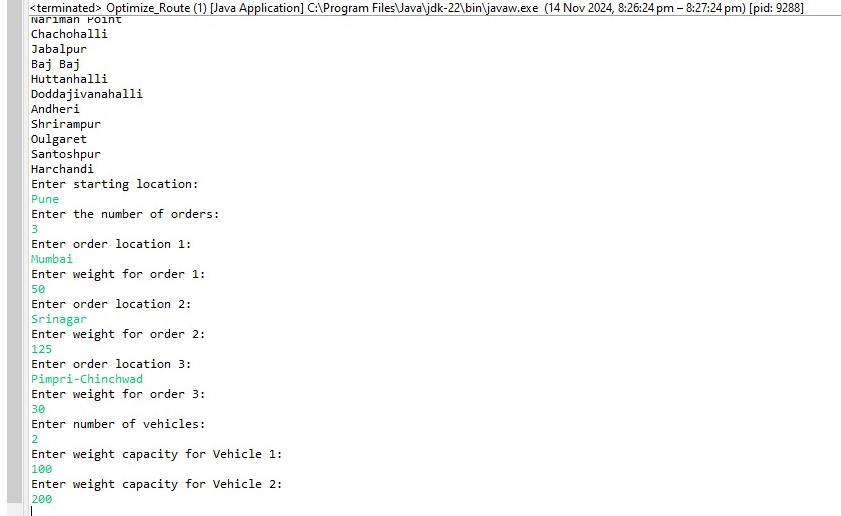 <terminated> Optimize_Route (1) [Java Application] C:\Program Files\Java\jdk-22\bin\javaw.exe (14 Nov 2024, 8:26:24 pm – 8:27:24 pm) [pid: 9288]
Nariman Point
Chachohalli
Jabalpur
Baj Baj
Huttanhalli
Doddajivanahalli
Andheri
Shrirampur
Oulgaret
Santoshpur
Harchandi
Enter starting location:
Pune
Enter the number of orders:
3
Enter order location 1:
Mumbai
Enter weight for order 1:
50
Enter order location 2:
Srinagar
Enter weight for order 2:
125
Enter order location 3:
Pimpri-Chinchwad
Enter weight for order 3:
30
Enter number of vehicles:
2
Enter weight capacity for Vehicle 1:
100
Enter weight capacity for Vehicle 2:
200